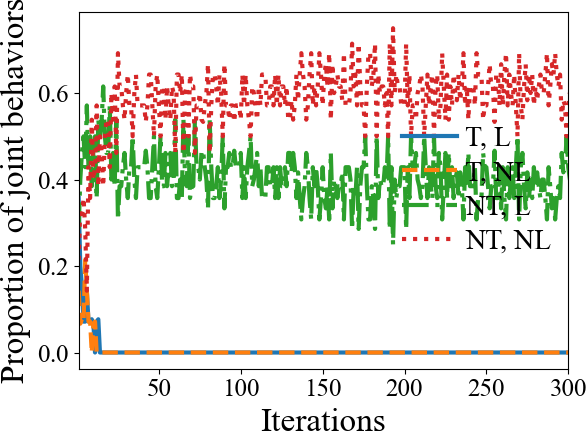 Proportion of joint behaviors
0.6
0.4
0.2
0.0
T, L
T, NL
NT, L
NT, NL
50
100
150
200
250
300
Iterations